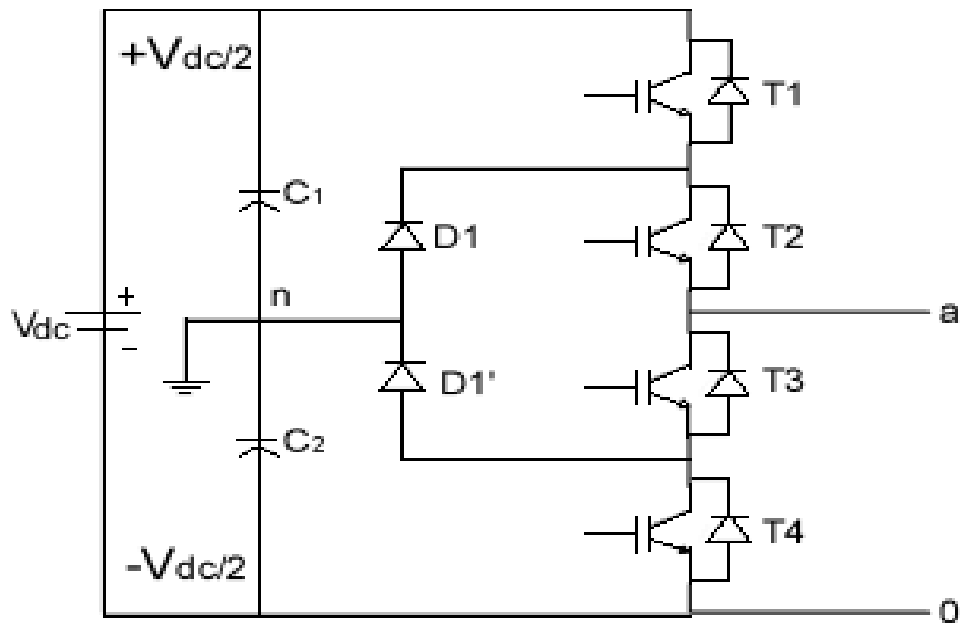 +Vdc/2
T1
C1
D1
T2
n
+
Vdc
-
a
D1'
T3
C2
T4
-Vdc/2
0